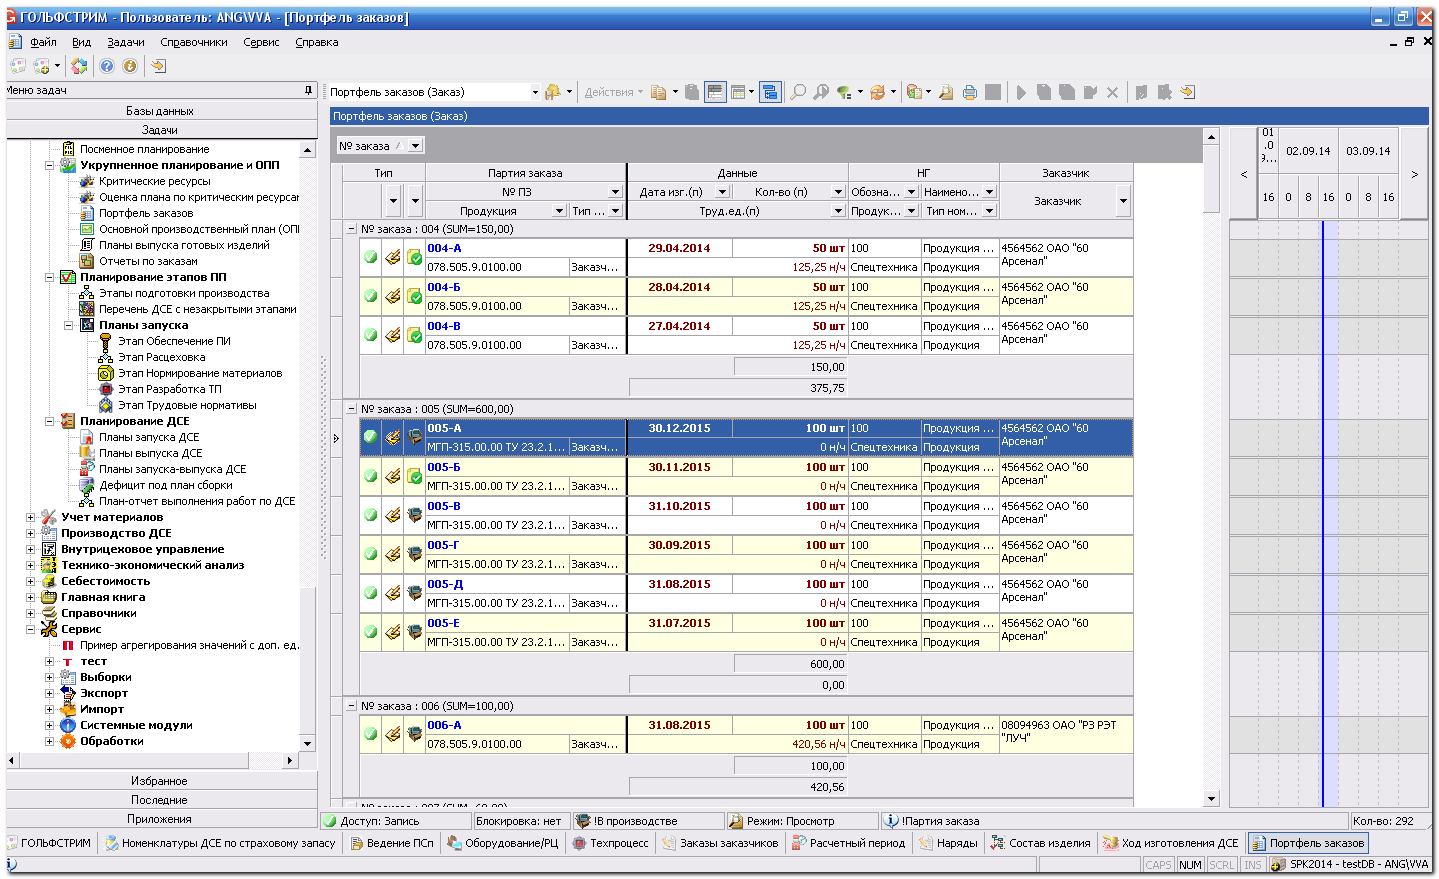 ГОЛЬФСТРИМ - Пользователь: ANG\VVA - [Портфель заказов]
Файл Вид Задачи Справочники Сервис Справка
Меню задач
Портфель заказов (Заказ)
Действия
Базы данных
Задачи
Портфель заказов (Заказ)
Посменное планирование
Укрупненное планирование и ОПП
Критические ресурсы
Оценка плана по критическим ресурсам
Портфель заказов
Основной производственный план (ОПП
Планы выпуска готовых изделий
Отчеты по заказам
Планирование этапов ПП
Этапы подготовки производства
Перечень ДСЕ с незакрытыми этапами
Планы запуска
Этап Обеспечение ПИ
Этап Расцеховка
Этап Нормирование материалов
Этап Разработка ТП
Этап Трудовые нормативы
Планирование ДСЕ
Планы запуска ДСЕ
Планы выпуска ДСЕ
Планы запуска-выпуска ДСЕ
Дефицит под план сборки
План-отчет выполнения работ по ДСЕ
Учет материалов
Производство ДСЕ
Внутрицеховое управление
Технико-экономический анализ
Себестоимость
Главная книга
Справочники
Сервис
Пример агрегирования значений с доп. ед.
тест
Выборки
Экспорт
Импорт
Системные модули
Обработки
Избранное
Последние
Приложения
№ заказа
Тип Партия заказа Данные НГ Заказчик
№ ПЗ Дата изг.(п) Кол-во (п) Обозна... Наимено... Заказчик
Продукция Тип ... Труд.ед.(п) Продук... Тип ном...
№ заказа : 004 (SUM=150,00)
004-А 29.04.2014 50 шт 100 Продукция ... 4564562 ОАО "60 Арсенал"
078.505.9.0100.00 Заказч... 125,25 н/ч Спецтехника Продукция
004-Б 28.04.2014 50 шт 100 Продукция ... 4564562 ОАО "60 Арсенал"
078.505.9.0100.00 Заказч... 125,25 н/ч Спецтехника Продукция
004-В 27.04.2014 50 шт 100 Продукция ... 4564562 ОАО "60 Арсенал"
078.505.9.0100.00 Заказч... 125,25 н/ч Спецтехника Продукция
150,00
375,75
№ заказа : 005 (SUM=600,00)
005-А 30.12.2015 100 шт 100 Продукция ... 4564562 ОАО "60 Арсенал"
МГП-315.00.00 ТУ 23.2.1... Заказч... 0 н/ч Спецтехника Продукция
005-Б 30.11.2015 100 шт 100 Продукция ... 4564562 ОАО "60 Арсенал"
МГП-315.00.00 ТУ 23.2.1... Заказч... 0 н/ч Спецтехника Продукция
005-В 31.10.2015 100 шт 100 Продукция ... 4564562 ОАО "60 Арсенал"
МГП-315.00.00 ТУ 23.2.1... Заказч... 0 н/ч Спецтехника Продукция
005-Г 30.09.2015 100 шт 100 Продукция ... 4564562 ОАО "60 Арсенал"
МГП-315.00.00 ТУ 23.2.1... Заказч... 0 н/ч Спецтехника Продукция
005-Д 31.08.2015 100 шт 100 Продукция ... 4564562 ОАО "60 Арсенал"
МГП-315.00.00 ТУ 23.2.1... Заказч... 0 н/ч Спецтехника Продукция
005-Е 31.07.2015 100 шт 100 Продукция ... 4564562 ОАО "60 Арсенал"
МГП-315.00.00 ТУ 23.2.1... Заказч... 0 н/ч Спецтехника Продукция
600,00
0,00
№ заказа : 006 (SUM=100,00)
006-А 31.08.2015 100 шт 100 Продукция ... 08094963 ОАО "РЗ РЭТ "ЛУЧ"
078.505.9.0100.00 Заказч... 420,56 н/ч Спецтехника Продукция
100,00
420,56
№ заказа : 007 (SUM=60,00)
01.09... 02.09.14 03.09.14
< >
16 0 8 16 0 8 16
Доступ: Запись Блокировка: нет !В производстве Режим: Просмотр !Партия заказа Кол-во: 292
ГОЛЬФСТРИМ Номенклатуры ДСЕ по страховому запасу Ведение ПСп Оборудование/РЦ Техпроцесс Заказы заказчиков Расчетный период Наряды Состав изделия Ход изготовления ДСЕ Портфель заказов
CAPS NUM SCRL INS SPK2014 - testDB - ANG\VVA